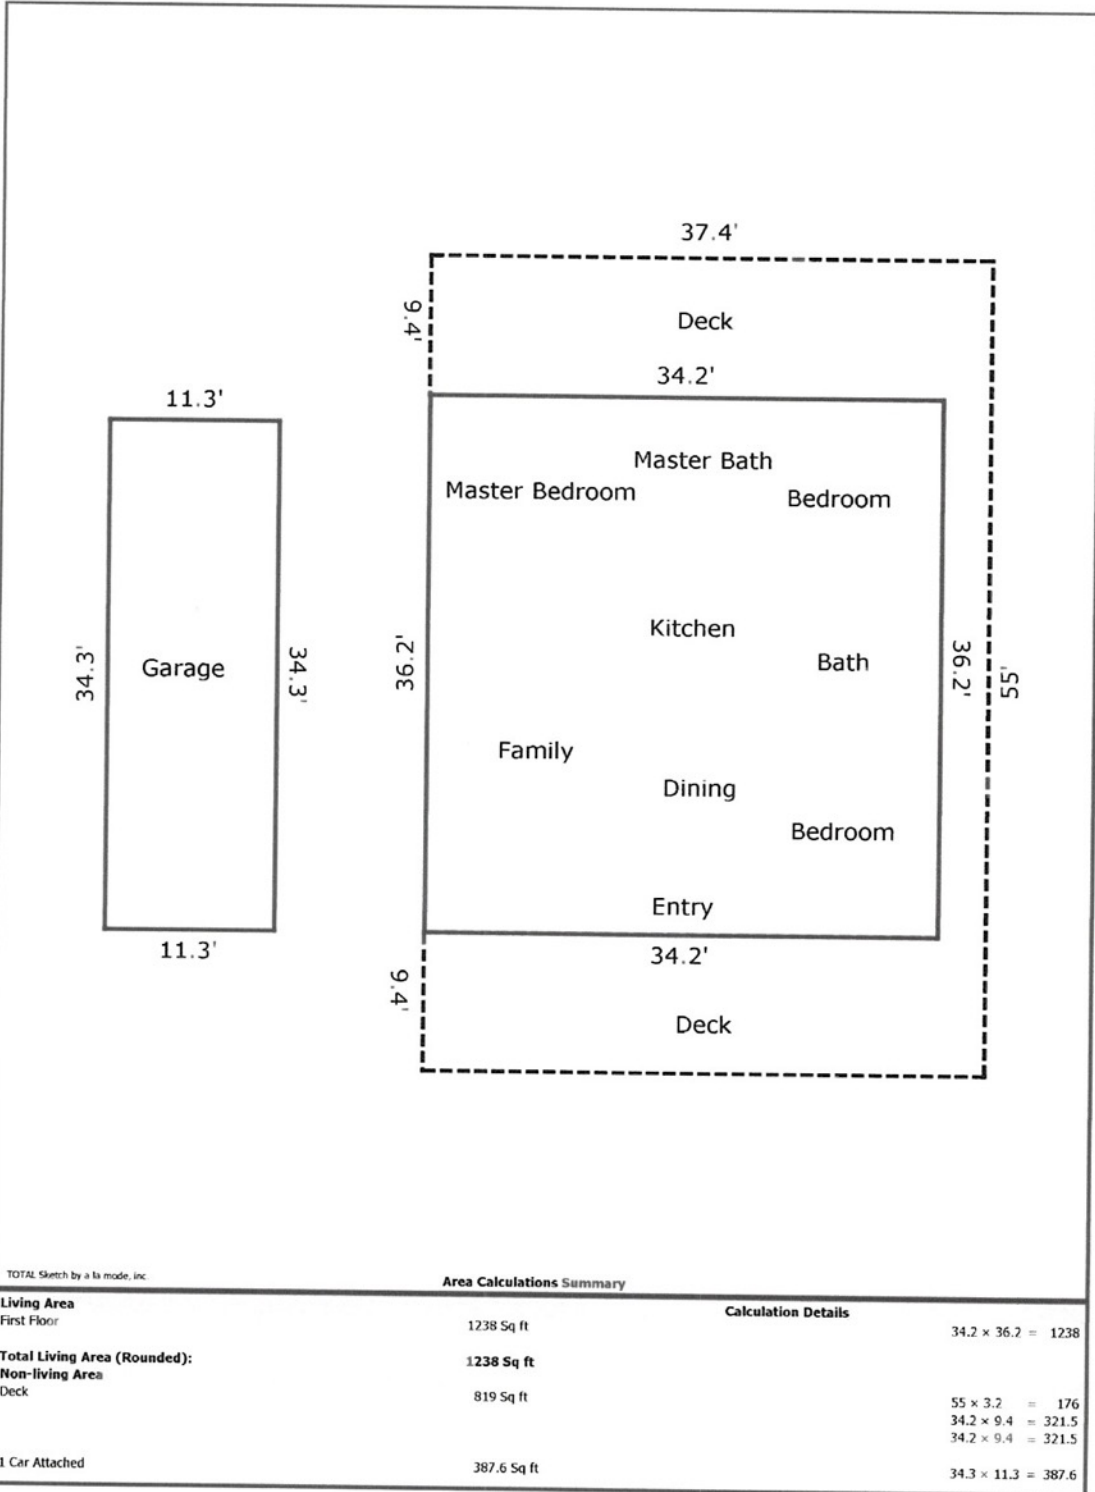 37.4'
9.4'
Deck
34.2'
11.3'
Master Bath
Master Bedroom
Bedroom
34.3'
Garage
34.3'
36.2'
Kitchen
Bath
36.2'
55'
Family
Dining
Bedroom
Entry
11.3'
34.2'
9.4'
Deck
TOTAL Sketch by a la mode, inc.
Area Calculations Summary
Living Area
Calculation Details
First Floor
1238 Sq ft
34.2 × 36.2 = 1238
Total Living Area (Rounded):
1238 Sq ft
Non-living Area
Deck
819 Sq ft
55 × 3.2 = 176
34.2 × 9.4 = 321.5
34.2 × 9.4 = 321.5
1 Car Attached
387.6 Sq ft
34.3 × 11.3 = 387.6